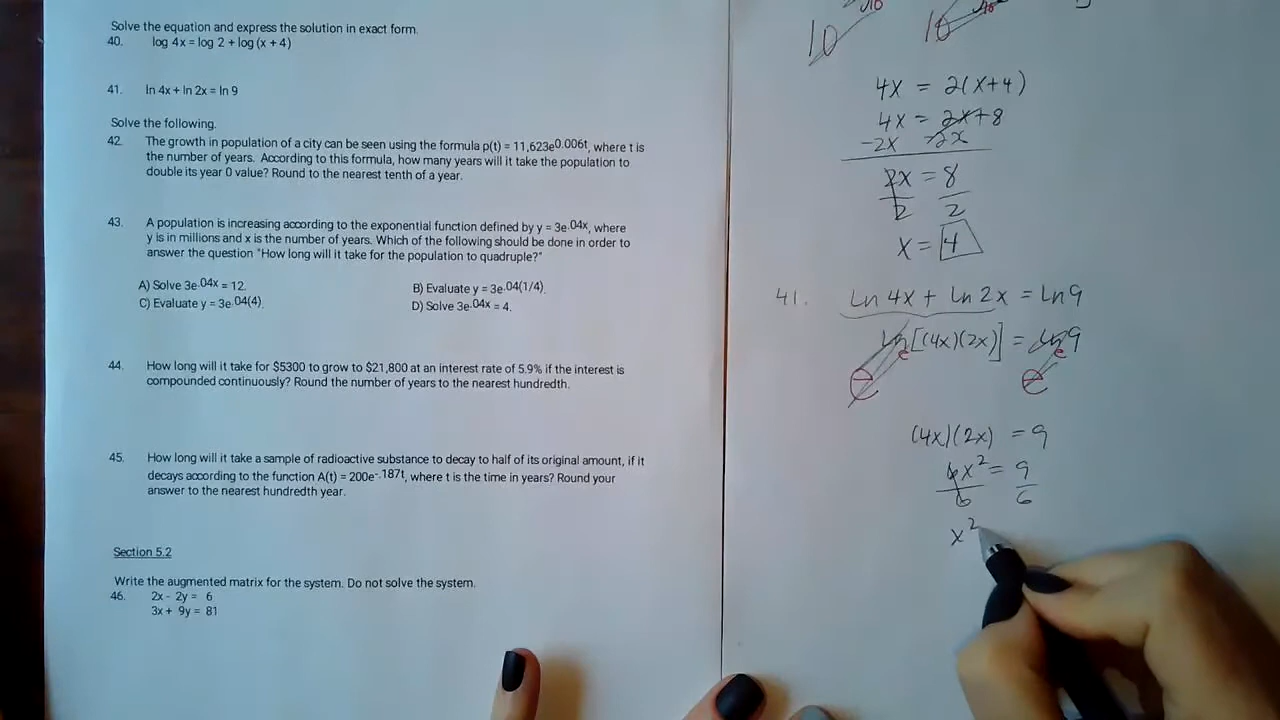 Solve the equation and express the solution in exact form.
40. log 4x = log 2 + log (x + 4)
41. ln 4x + ln 2x = ln 9
Solve the following.
42. The growth in population of a city can be seen using the formula p(t) = 11,623e0.006t, where t is
the number of years. According to this formula, how many years will it take the population to
double its year 0 value? Round to the nearest tenth of a year.
43. A population is increasing according to the exponential function defined by y = 3e.04x, where
y is in millions and x is the number of years. Which of the following should be done in order to
answer the question "How long will it take for the population to quadruple?"
A) Solve 3e.04x = 12. B) Evaluate y = 3e.04(1/4).
C) Evaluate y = 3e.04(4). D) Solve 3e.04x = 4.
44. How long will it take for $5300 to grow to $21,800 at an interest rate of 5.9% if the interest is
compounded continuously? Round the number of years to the nearest hundredth.
45. How long will it take a sample of radioactive substance to decay to half of its original amount, if it
decays according to the function A(t) = 200e-.187t, where t is the time in years? Round your
answer to the nearest hundredth year.
Section 5.2
Write the augmented matrix for the system. Do not solve the system.
46. 2x - 2y = 6
3x + 9y = 81
10 10
4x = 2(x+4)
4x = 2x+8
-2x -2x
2x = 8
2 2
x = 4
41. ln 4x + ln 2x = ln 9
ln[(4x)(2x)] = ln 9
e e
(4x)(2x) = 9
6x² = 9
6 6
x²